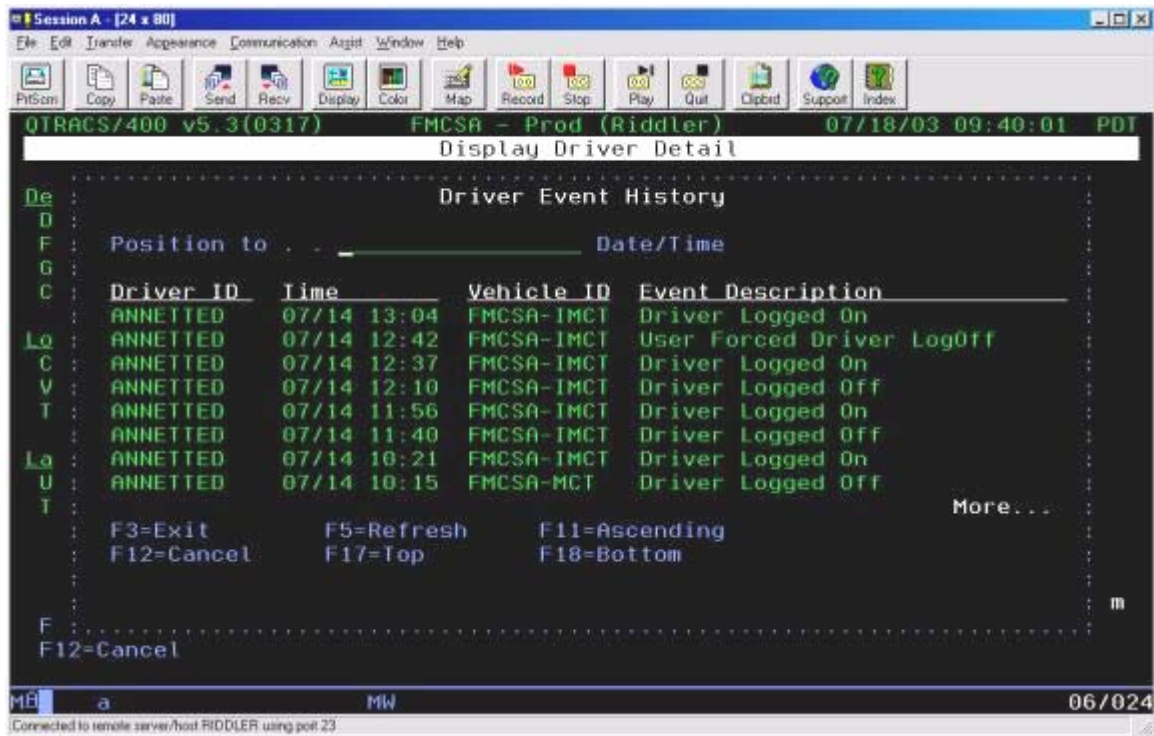 Session A - [24 x 80]
File Edit Transfer Appearance Communication Assist Window Help
PrtScrn Copy Paste Send Recv Display Color Map Record Stop Play Quit Clipbrd Support Index
QTRACS/400 v5.3(0317) FMCSA - Prod (Riddler) 07/18/03 09:40:01 PDT
Display Driver Detail
De : Driver Event History
D
F : Position to . . Date/Time
G
C : Driver ID Time Vehicle ID Event Description
ANNETTED 07/14 13:04 FMCSA-IMCT Driver Logged On
Lo : ANNETTED 07/14 12:42 FMCSA-IMCT User Forced Driver LogOff
C : ANNETTED 07/14 12:37 FMCSA-IMCT Driver Logged On
V : ANNETTED 07/14 12:10 FMCSA-IMCT Driver Logged Off
T : ANNETTED 07/14 11:56 FMCSA-IMCT Driver Logged On
ANNETTED 07/14 11:40 FMCSA-IMCT Driver Logged Off
La : ANNETTED 07/14 10:21 FMCSA-IMCT Driver Logged On
U : ANNETTED 07/14 10:15 FMCSA-MCT Driver Logged Off
T : More...
F3=Exit F5=Refresh F11=Ascending
F12=Cancel F17=Top F18=Bottom
m
F
F12=Cancel
MA a MW 06/024
Connected to remote server/host RIDDLER using port 23